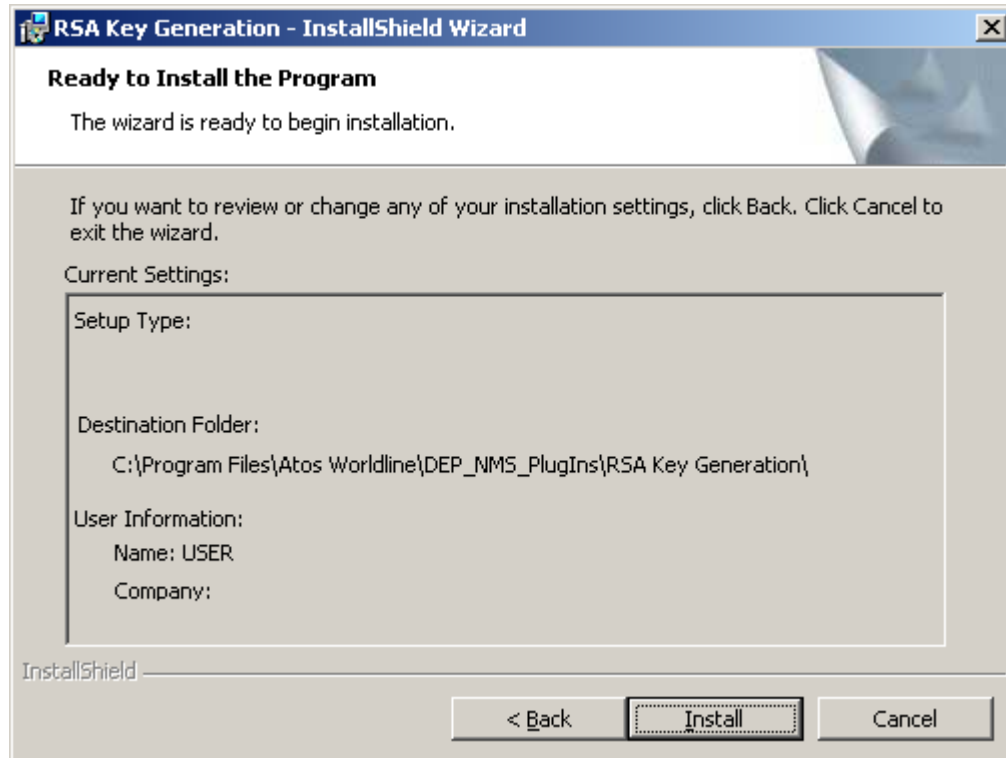 RSA Key Generation - InstallShield Wizard
Ready to Install the Program
The wizard is ready to begin installation.
If you want to review or change any of your installation settings, click Back. Click Cancel to
exit the wizard.
Current Settings:
Setup Type:
Destination Folder:
C:\Program Files\Atos Worldline\DEP_NMS_PlugIns\RSA Key Generation\
User Information:
Name: USER
Company:
InstallShield
< Back
Install
Cancel